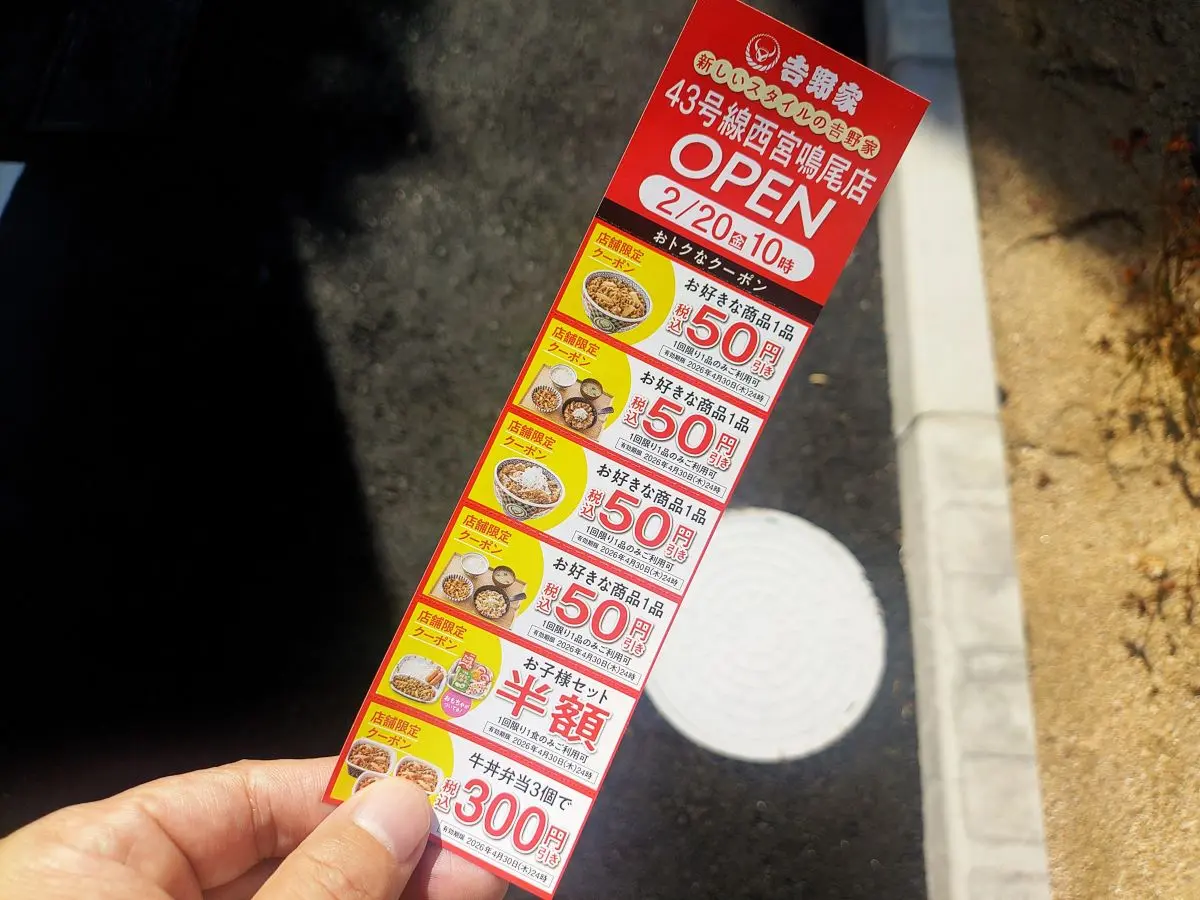 吉野家
新しいスタイルの吉野家
43号線西宮鳴尾店
OPEN
2/20金10時
おトクなクーポン
店舗限定
クーポン
お好きな商品1品
税込50円引き
1回限り1品のみご利用可
有効期限 2026年4月30日(木)24時
店舗限定
クーポン
お好きな商品1品
税込50円引き
1回限り1品のみご利用可
有効期限 2026年4月30日(木)24時
店舗限定
クーポン
お好きな商品1品
税込50円引き
1回限り1品のみご利用可
有効期限 2026年4月30日(木)24時
店舗限定
クーポン
お好きな商品1品
税込50円引き
1回限り1品のみご利用可
有効期限 2026年4月30日(木)24時
店舗限定
クーポン
おもちゃが
ついてる!
お子様セット
半額
1回限り1食のみご利用可
有効期限 2026年4月30日(木)24時
店舗限定
クーポン
牛丼弁当3個で
税込300円引き
有効期限 2026年4月30日(木)24時